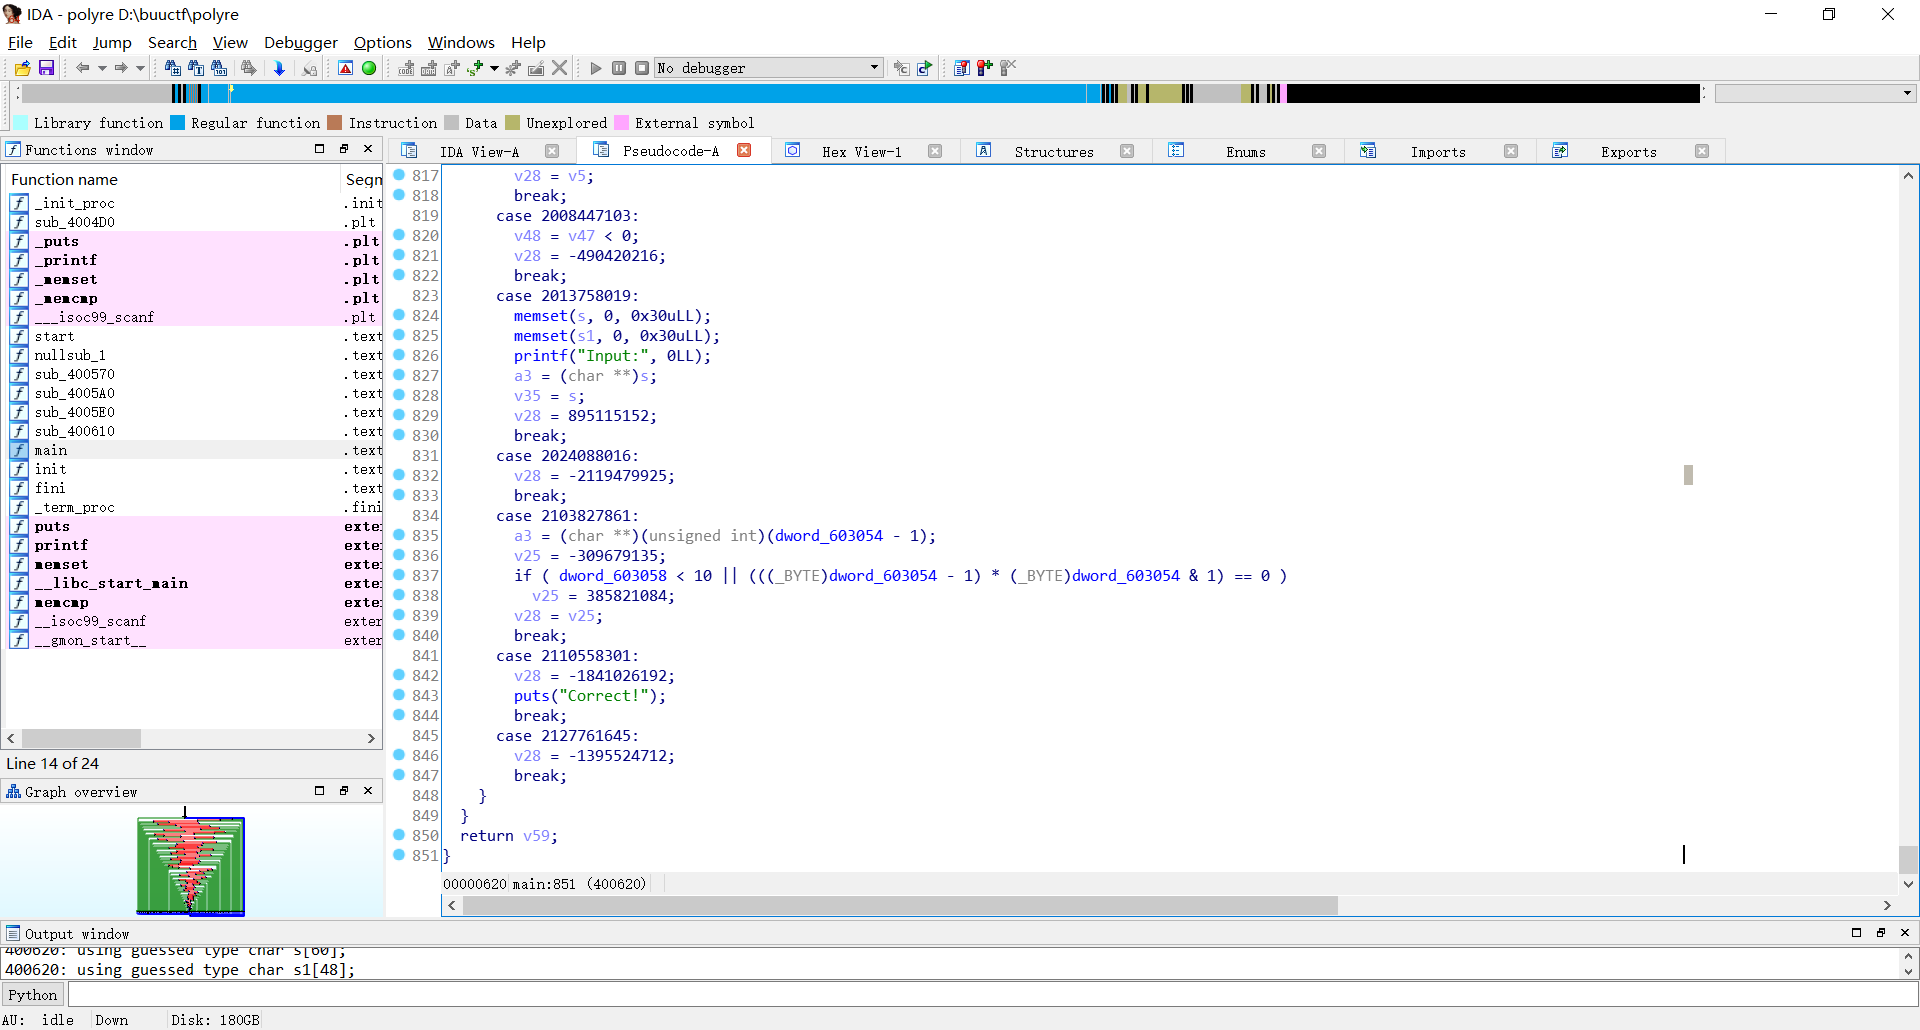 IDA - polyre D:\buuctf\polyre
File Edit Jump Search View Debugger Options Windows Help
No debugger
Library function Regular function Instruction Data Unexplored External symbol
Functions window
IDA View-A Pseudocode-A Hex View-1 Structures Enums Imports Exports
Function name Segn
_init_proc .init
sub_4004D0 .plt
_puts .plt
_printf .plt
_memset .plt
_memcmp .plt
___isoc99_scanf .plt
start .text
nullsub_1 .text
sub_400570 .text
sub_4005A0 .text
sub_4005E0 .text
sub_400610 .text
main .text
init .text
fini .text
_term_proc .fini
puts exte
printf exte
memset exte
__libc_start_main exte
memcmp exte
__isoc99_scanf exter
__gmon_start__ exter
Line 14 of 24
Graph overview
817 v28 = v5;
818 break;
819 case 2008447103:
820 v48 = v47 < 0;
821 v28 = -490420216;
822 break;
823 case 2013758019:
824 memset(s, 0, 0x30uLL);
825 memset(s1, 0, 0x30uLL);
826 printf("Input:", 0LL);
827 a3 = (char **)s;
828 v35 = s;
829 v28 = 895115152;
830 break;
831 case 2024088016:
832 v28 = -2119479925;
833 break;
834 case 2103827861:
835 a3 = (char **)(unsigned int)(dword_603054 - 1);
836 v25 = -309679135;
837 if ( dword_603058 < 10 || (((_BYTE)dword_603054 - 1) * (_BYTE)dword_603054 & 1) == 0 )
838 v25 = 385821084;
839 v28 = v25;
840 break;
841 case 2110558301:
842 v28 = -1841026192;
843 puts("Correct!");
844 break;
845 case 2127761645:
846 v28 = -1395524712;
847 break;
848 }
849 }
850 return v59;
851 }
00000620 main:851 (400620)
Output window
400620: using guessed type char s[60];
400620: using guessed type char s1[48];
Python
AU: idle Down Disk: 180GB